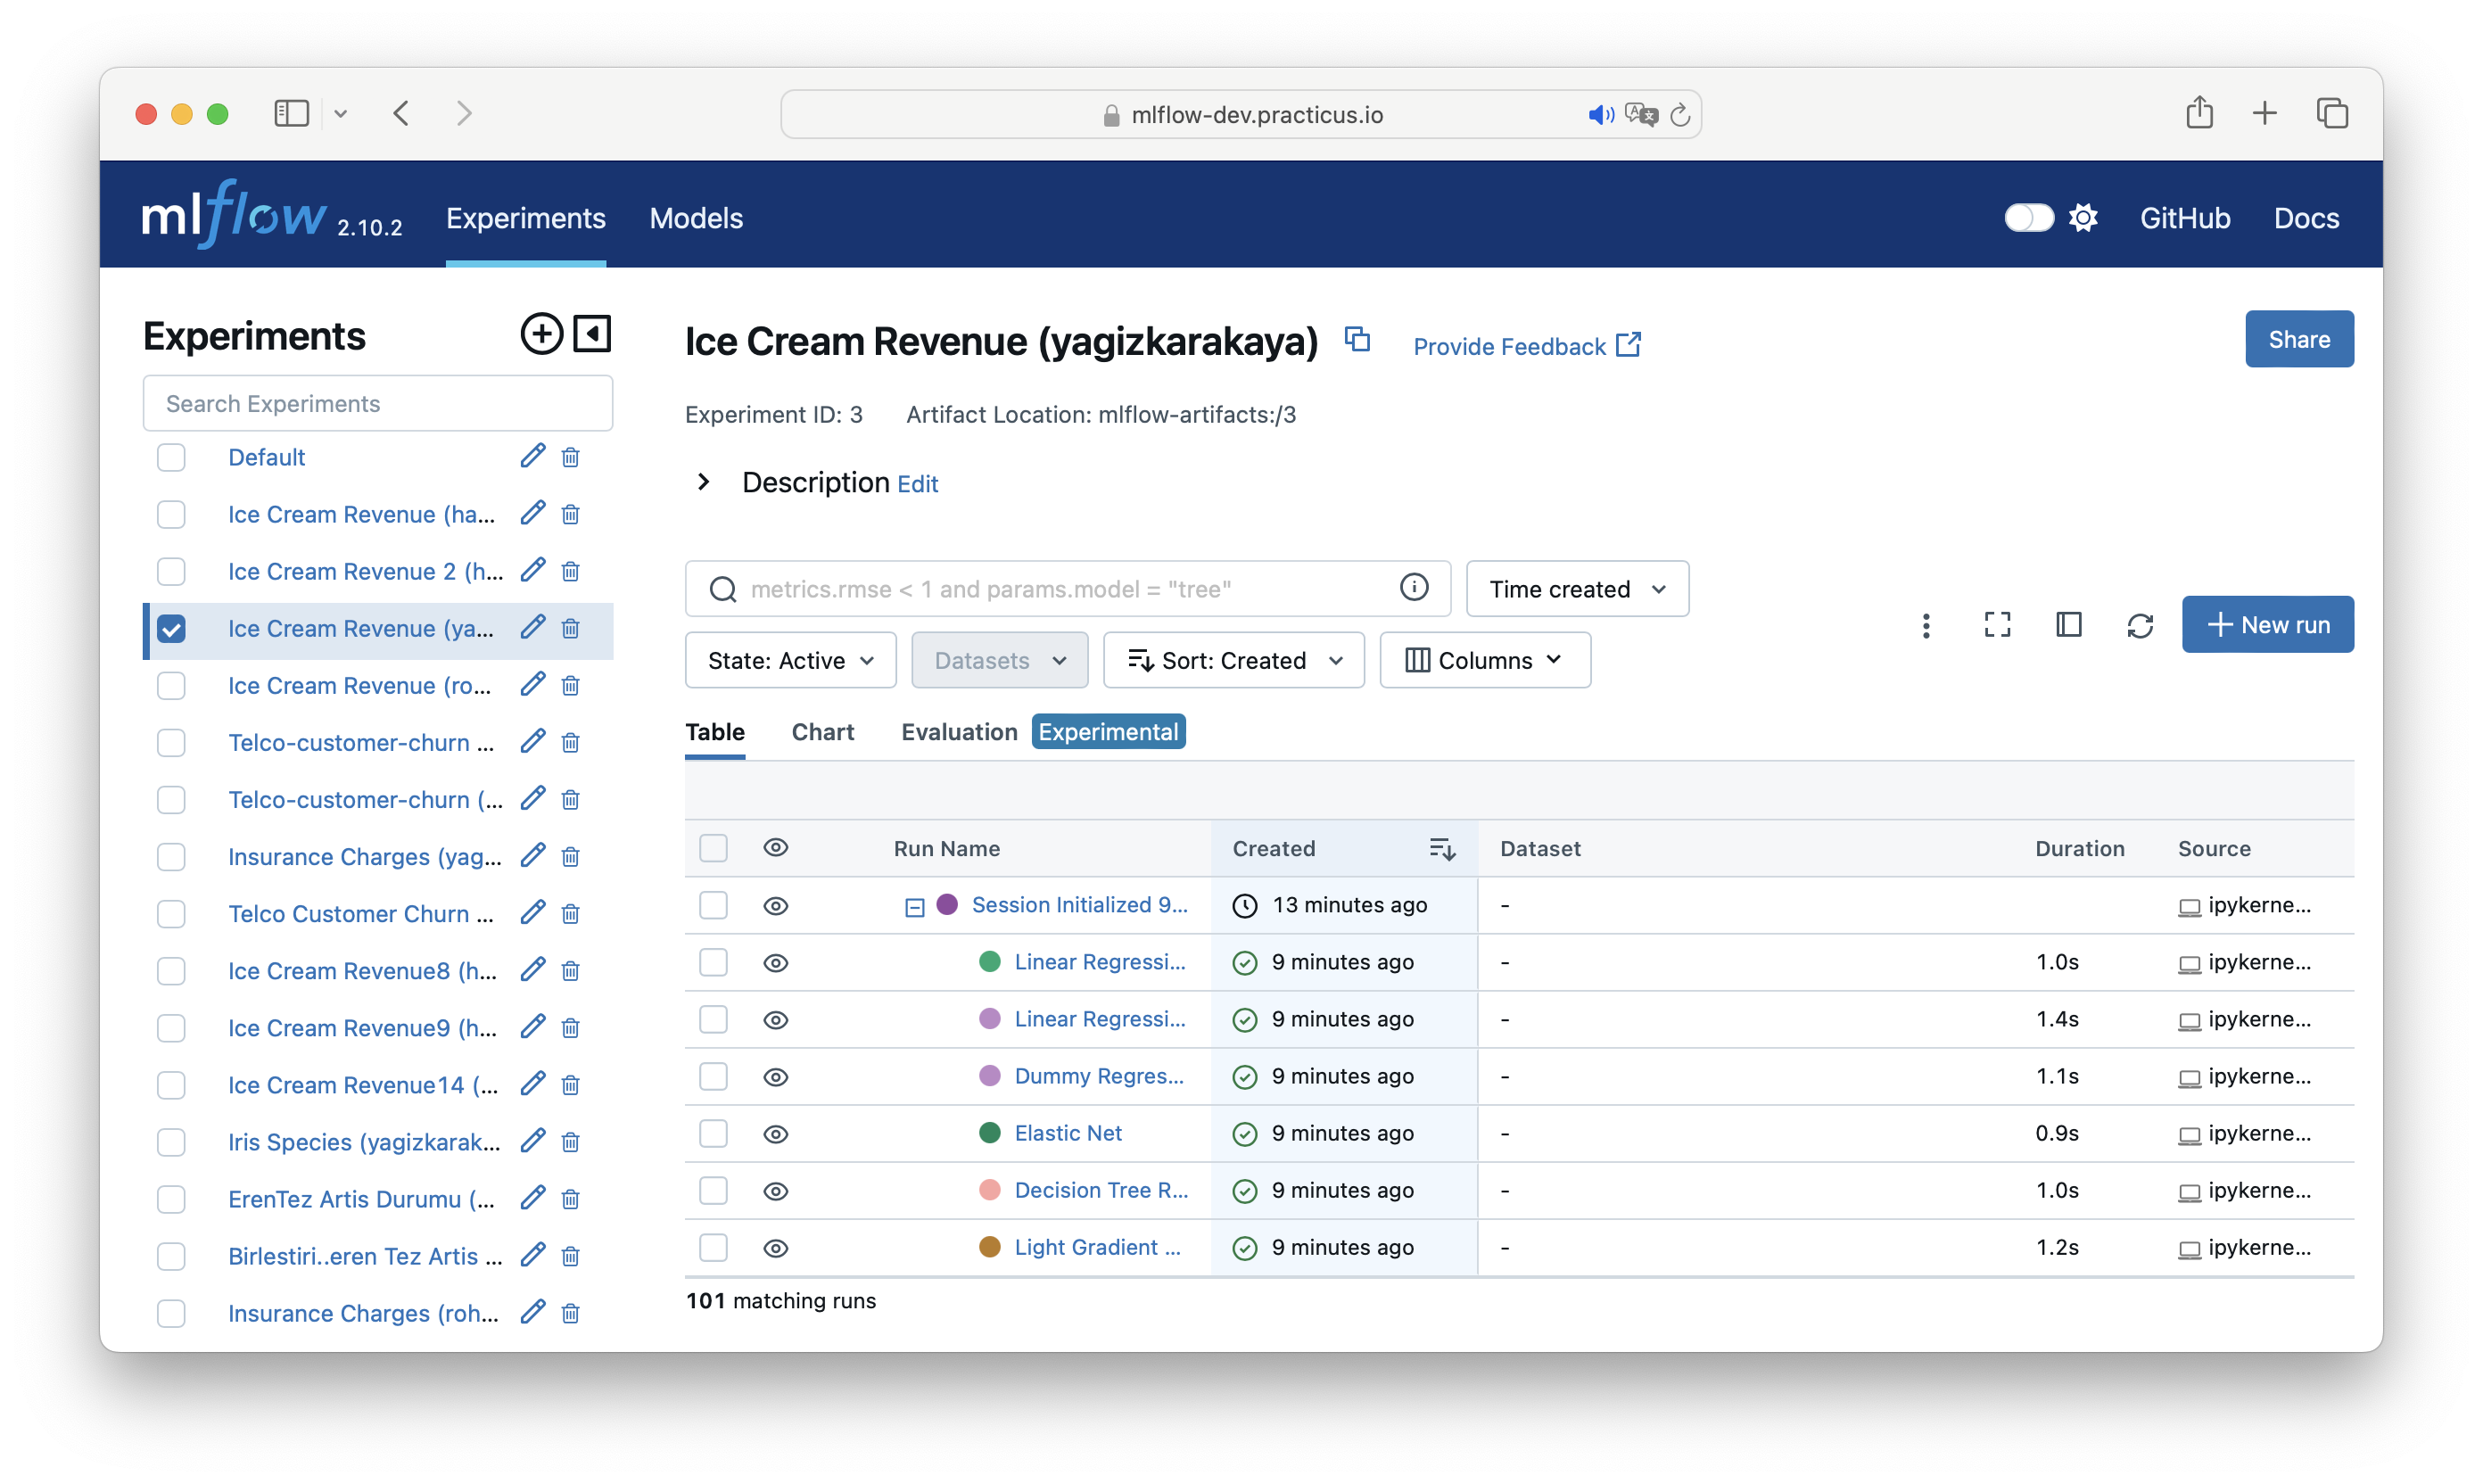 mlflow-dev.practicus.io
mlflow 2.10.2 Experiments Models GitHub Docs
Experiments
Search Experiments
Default
Ice Cream Revenue (ha...
Ice Cream Revenue 2 (h...
Ice Cream Revenue (ya...
Ice Cream Revenue (ro...
Telco-customer-churn ...
Telco-customer-churn (...
Insurance Charges (yag...
Telco Customer Churn ...
Ice Cream Revenue8 (h...
Ice Cream Revenue9 (h...
Ice Cream Revenue14 (...
Iris Species (yagizkarak...
ErenTez Artis Durumu (...
Birlestiri..eren Tez Artis ...
Insurance Charges (roh...
Ice Cream Revenue (yagizkarakaya) Provide Feedback Share
Experiment ID: 3 Artifact Location: mlflow-artifacts:/3
Description Edit
metrics.rmse < 1 and params.model = "tree" Time created
State: Active Datasets Sort: Created Columns New run
Table Chart Evaluation Experimental
Run Name Created Dataset Duration Source
Session Initialized 9... 13 minutes ago - ipykerne...
Linear Regressi... 9 minutes ago - 1.0s ipykerne...
Linear Regressi... 9 minutes ago - 1.4s ipykerne...
Dummy Regres... 9 minutes ago - 1.1s ipykerne...
Elastic Net 9 minutes ago - 0.9s ipykerne...
Decision Tree R... 9 minutes ago - 1.0s ipykerne...
Light Gradient ... 9 minutes ago - 1.2s ipykerne...
101 matching runs